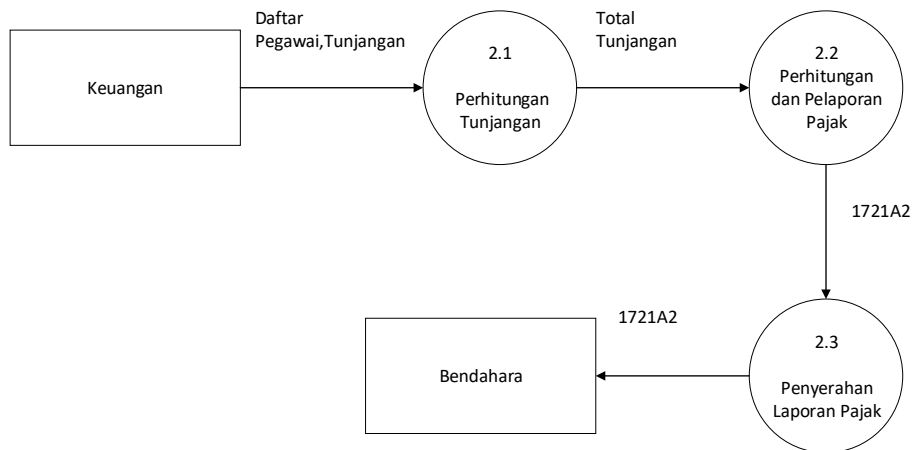 Daftar
Pegawai,Tunjangan
Total
Tunjangan
Keuangan
2.1
Perhitungan
Tunjangan
2.2
Perhitungan
dan Pelaporan
Pajak
1721A2
1721A2
Bendahara
2.3
Penyerahan
Laporan Pajak